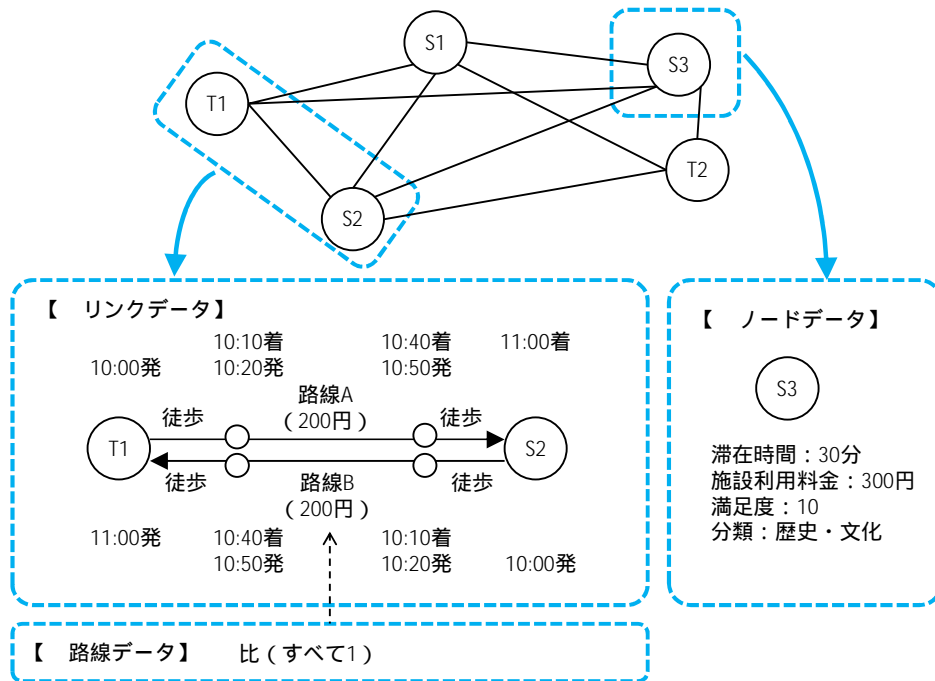 S1
S3
T1
T2
S2
【 リンクデータ】
10:10着 10:40着 11:00着
10:00発 10:20発 10:50発
路線A
徒歩 (200円) 徒歩
T1 S2
徒歩 路線B 徒歩
(200円)
11:00発 10:40着 10:10着
10:50発 10:20発 10:00発
【 ノードデータ】
S3
滞在時間：30分
施設利用料金：300円
満足度：10
分類：歴史・文化
【 路線データ】 比(すべて1)